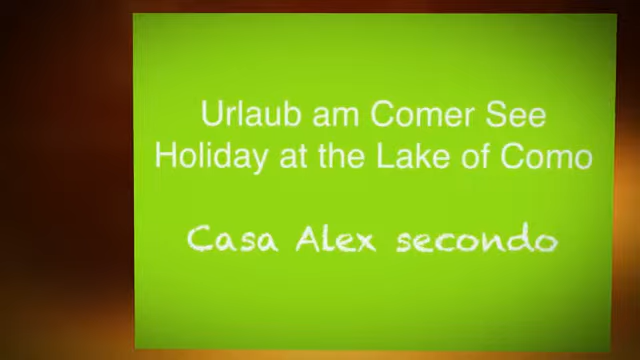 Urlaub am Comer See
Holiday at the Lake of Como
Casa Alex secondo